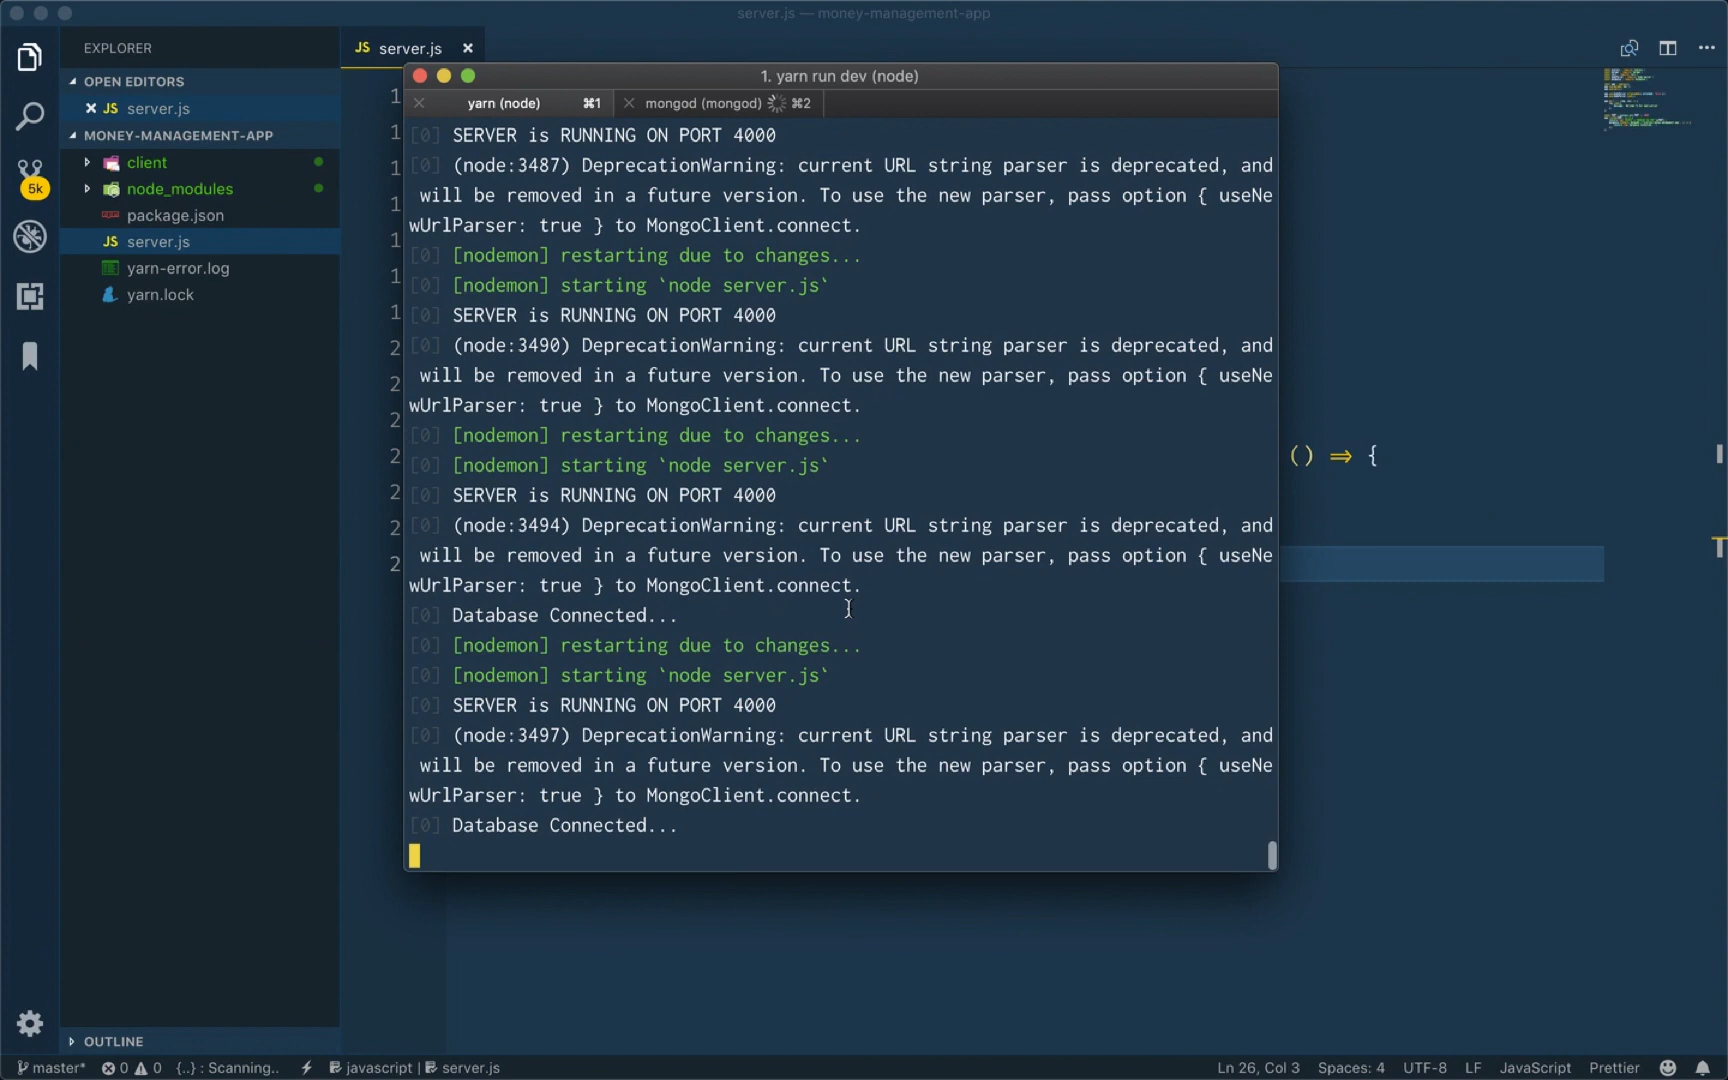 server.js — money-management-app
EXPLORER
OPEN EDITORS
JS server.js
MONEY-MANAGEMENT-APP
client
node_modules
package.json
JS server.js
yarn-error.log
yarn.lock
OUTLINE
5k
JS server.js
1. yarn run dev (node)
yarn (node) ⌘1
mongod (mongod) ⌘2
[0] SERVER is RUNNING ON PORT 4000
[0] (node:3487) DeprecationWarning: current URL string parser is deprecated, and
will be removed in a future version. To use the new parser, pass option { useNe
wUrlParser: true } to MongoClient.connect.
[0] [nodemon] restarting due to changes...
[0] [nodemon] starting `node server.js`
[0] SERVER is RUNNING ON PORT 4000
[0] (node:3490) DeprecationWarning: current URL string parser is deprecated, and
will be removed in a future version. To use the new parser, pass option { useNe
wUrlParser: true } to MongoClient.connect.
[0] [nodemon] restarting due to changes...
[0] [nodemon] starting `node server.js`
[0] SERVER is RUNNING ON PORT 4000
[0] (node:3494) DeprecationWarning: current URL string parser is deprecated, and
will be removed in a future version. To use the new parser, pass option { useNe
wUrlParser: true } to MongoClient.connect.
[0] Database Connected...
[0] [nodemon] restarting due to changes...
[0] [nodemon] starting `node server.js`
[0] SERVER is RUNNING ON PORT 4000
[0] (node:3497) DeprecationWarning: current URL string parser is deprecated, and
will be removed in a future version. To use the new parser, pass option { useNe
wUrlParser: true } to MongoClient.connect.
[0] Database Connected...
() ⇒ {
master* 0 0 {..} : Scanning.. javascript | server.js
Ln 26, Col 3 Spaces: 4 UTF-8 LF JavaScript Prettier